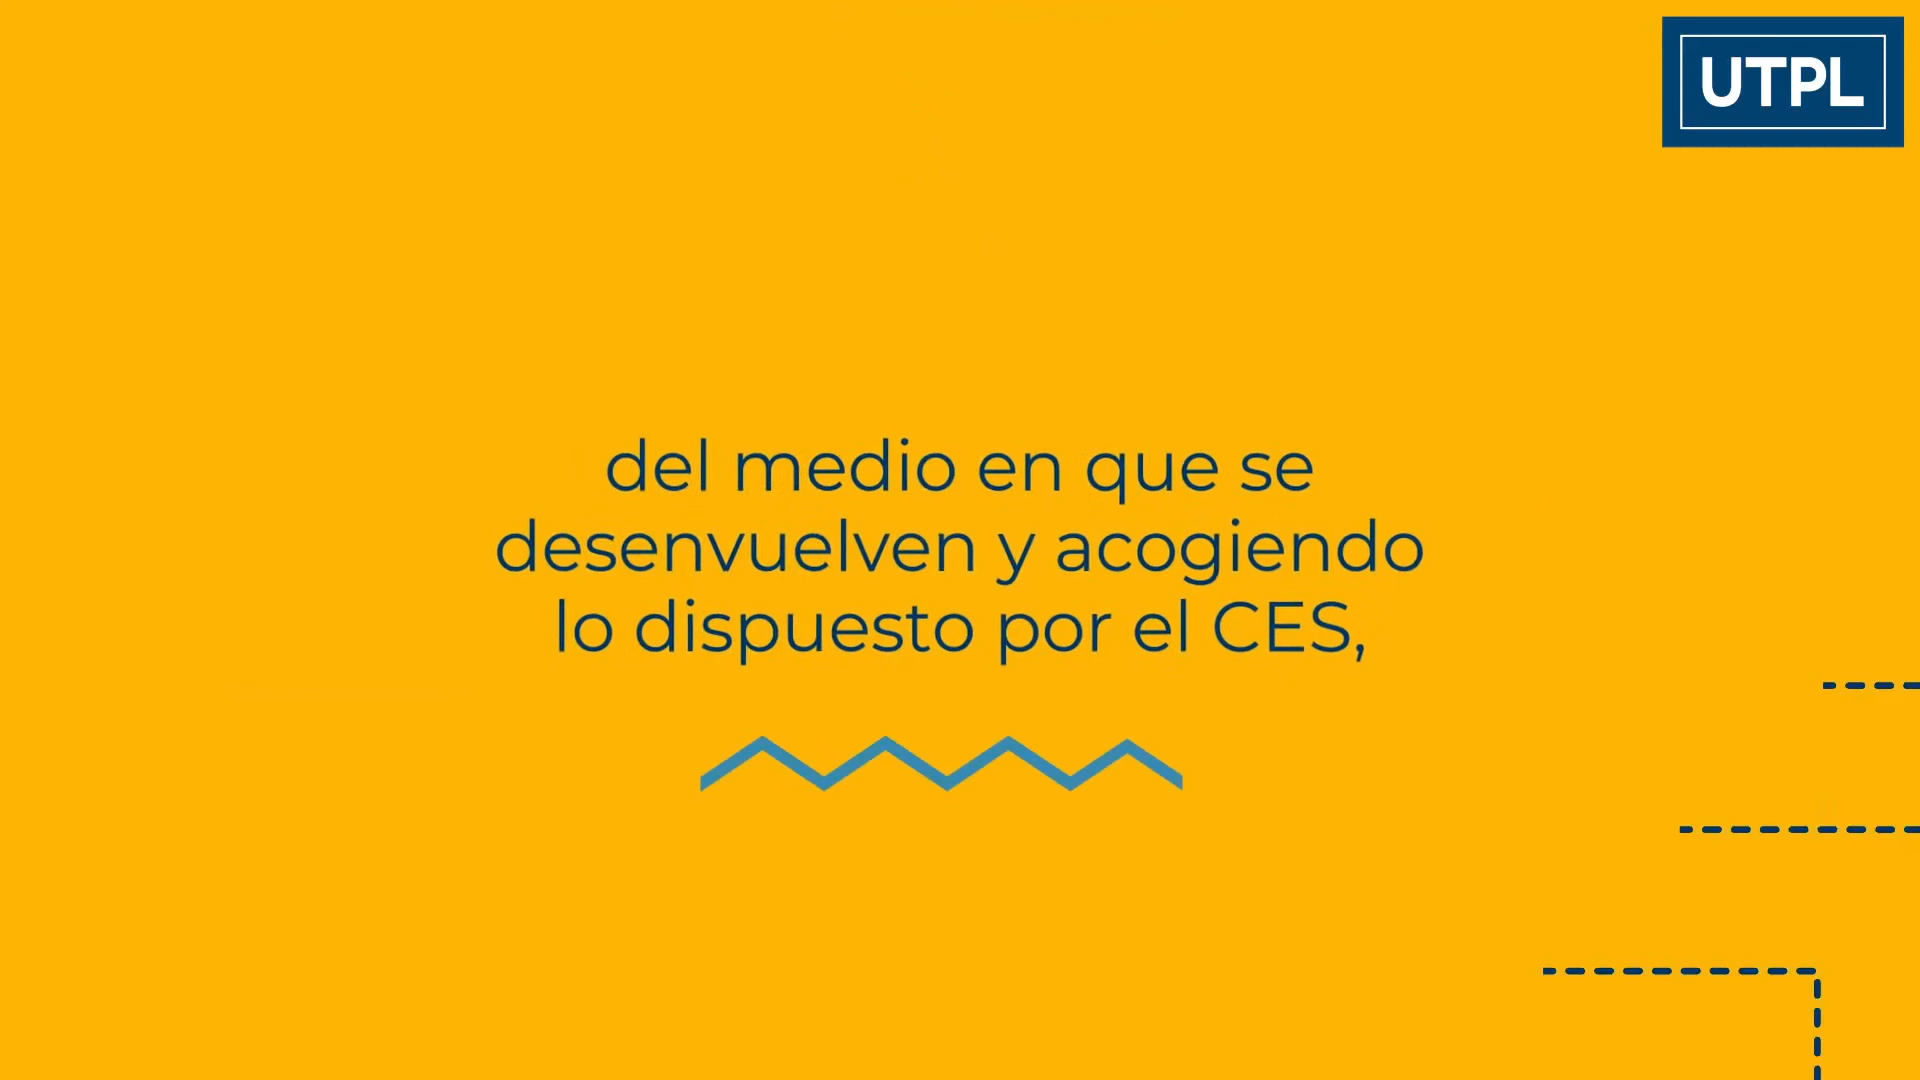 UTPL
del medio en que se
desenvuelven y acogiendo
lo dispuesto por el CES,